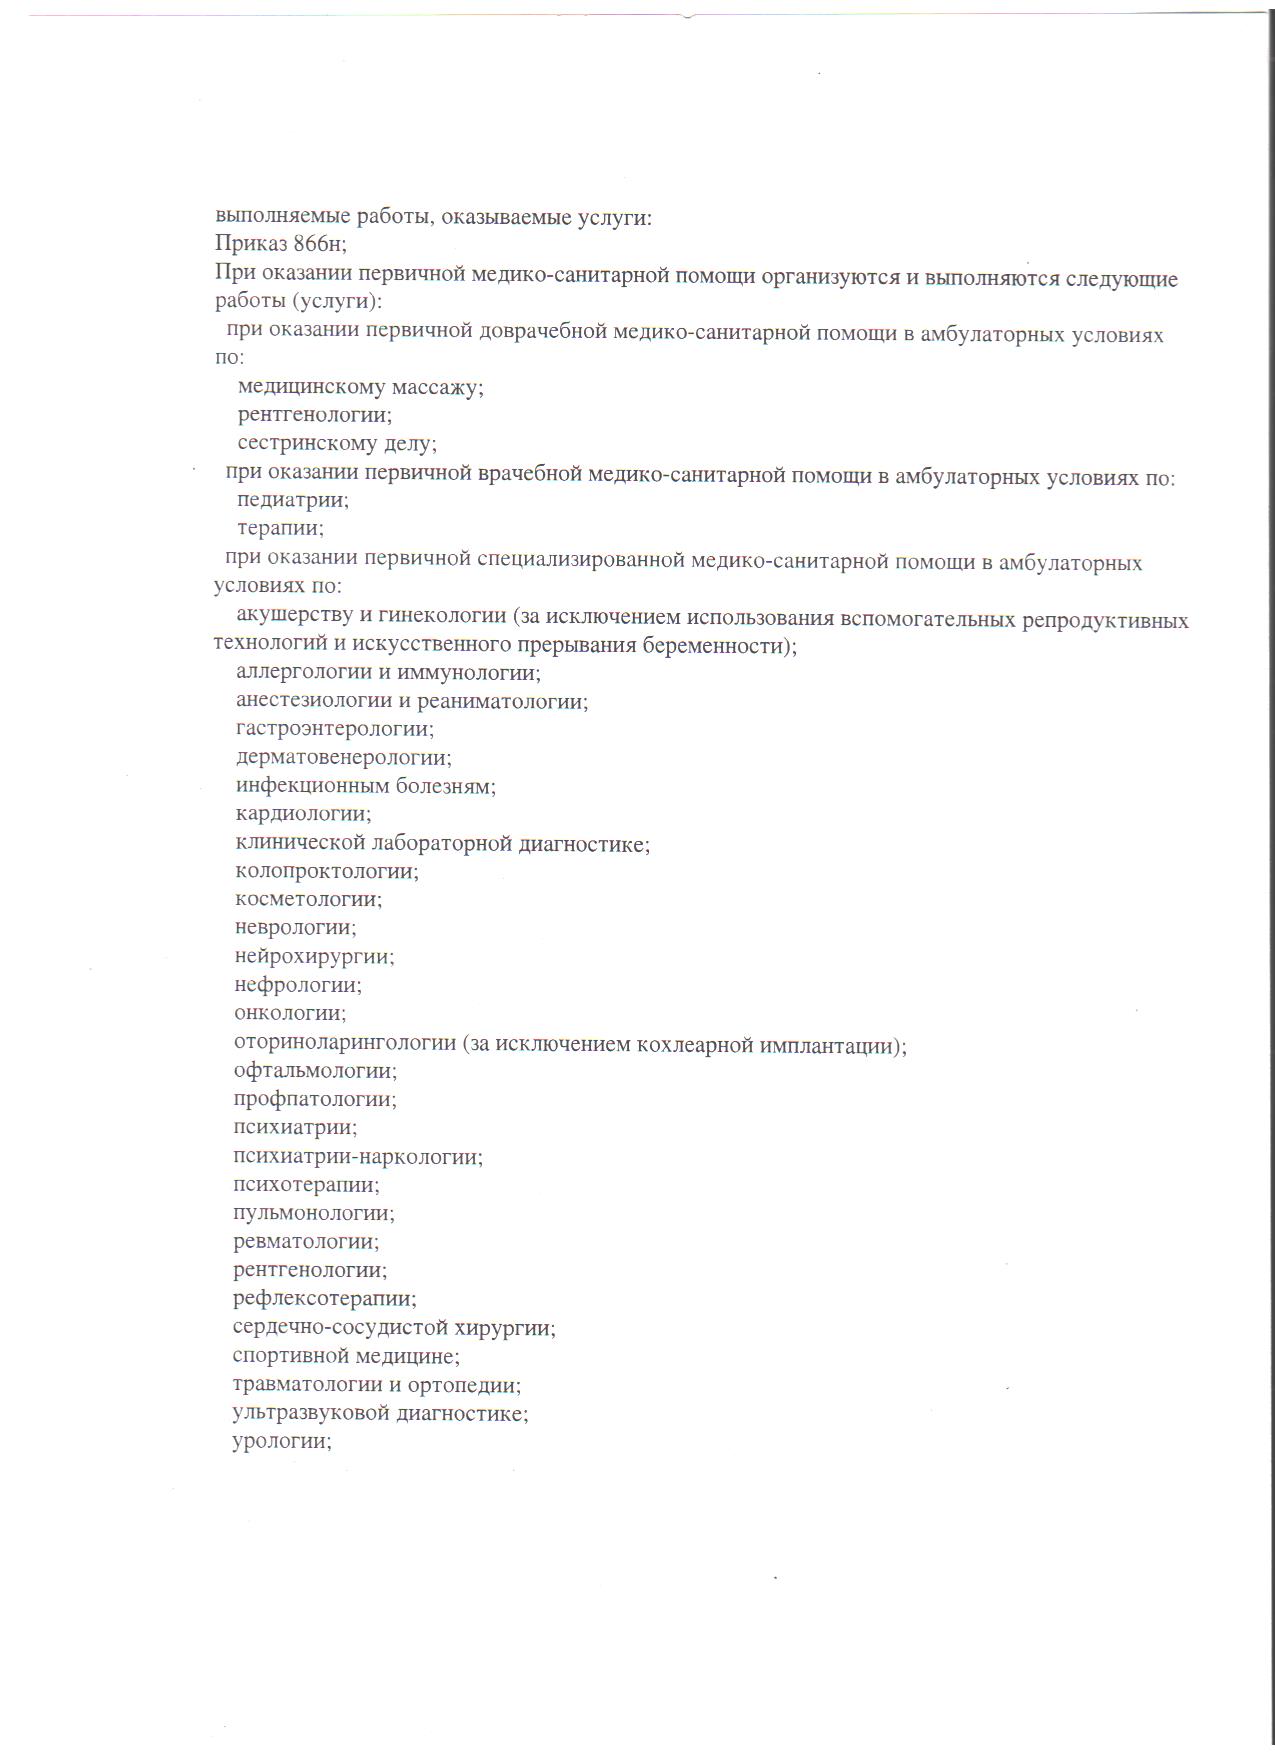 выполняемые работы, оказываемые услуги:
Приказ 866н;
При оказании первичной медико-санитарной помощи организуются и выполняются следующие
работы (услуги):
при оказании первичной доврачебной медико-санитарной помощи в амбулаторных условиях
по:
медицинскому массажу;
рентгенологии;
сестринскому делу;
при оказании первичной врачебной медико-санитарной помощи в амбулаторных условиях по:
педиатрии;
терапии;
при оказании первичной специализированной медико-санитарной помощи в амбулаторных
условиях по:
акушерству и гинекологии (за исключением использования вспомогательных репродуктивных
технологий и искусственного прерывания беременности);
аллергологии и иммунологии;
анестезиологии и реаниматологии;
гастроэнтерологии;
дерматовенерологии;
инфекционным болезням;
кардиологии;
клинической лабораторной диагностике;
колопроктологии;
косметологии;
неврологии;
нейрохирургии;
нефрологии;
онкологии;
оториноларингологии (за исключением кохлеарной имплантации);
офтальмологии;
профпатологии;
психиатрии;
психиатрии-наркологии;
психотерапии;
пульмонологии;
ревматологии;
рентгенологии;
рефлексотерапии;
сердечно-сосудистой хирургии;
спортивной медицине;
травматологии и ортопедии;
ультразвуковой диагностике;
урологии;